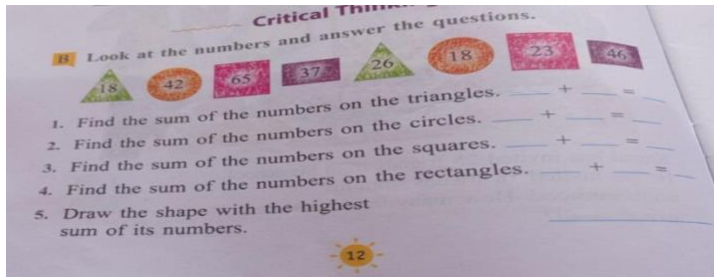 Critical
B Look at the numbers and answer the questions.
18 42 65 37 26 18 23 46
1. Find the sum of the numbers on the triangles. ___ + ___ = ___
2. Find the sum of the numbers on the circles. ___ + ___ = ___
3. Find the sum of the numbers on the squares. ___ + ___ = ___
4. Find the sum of the numbers on the rectangles. ___ + ___ = ___
5. Draw the shape with the highest
sum of its numbers. ___
12